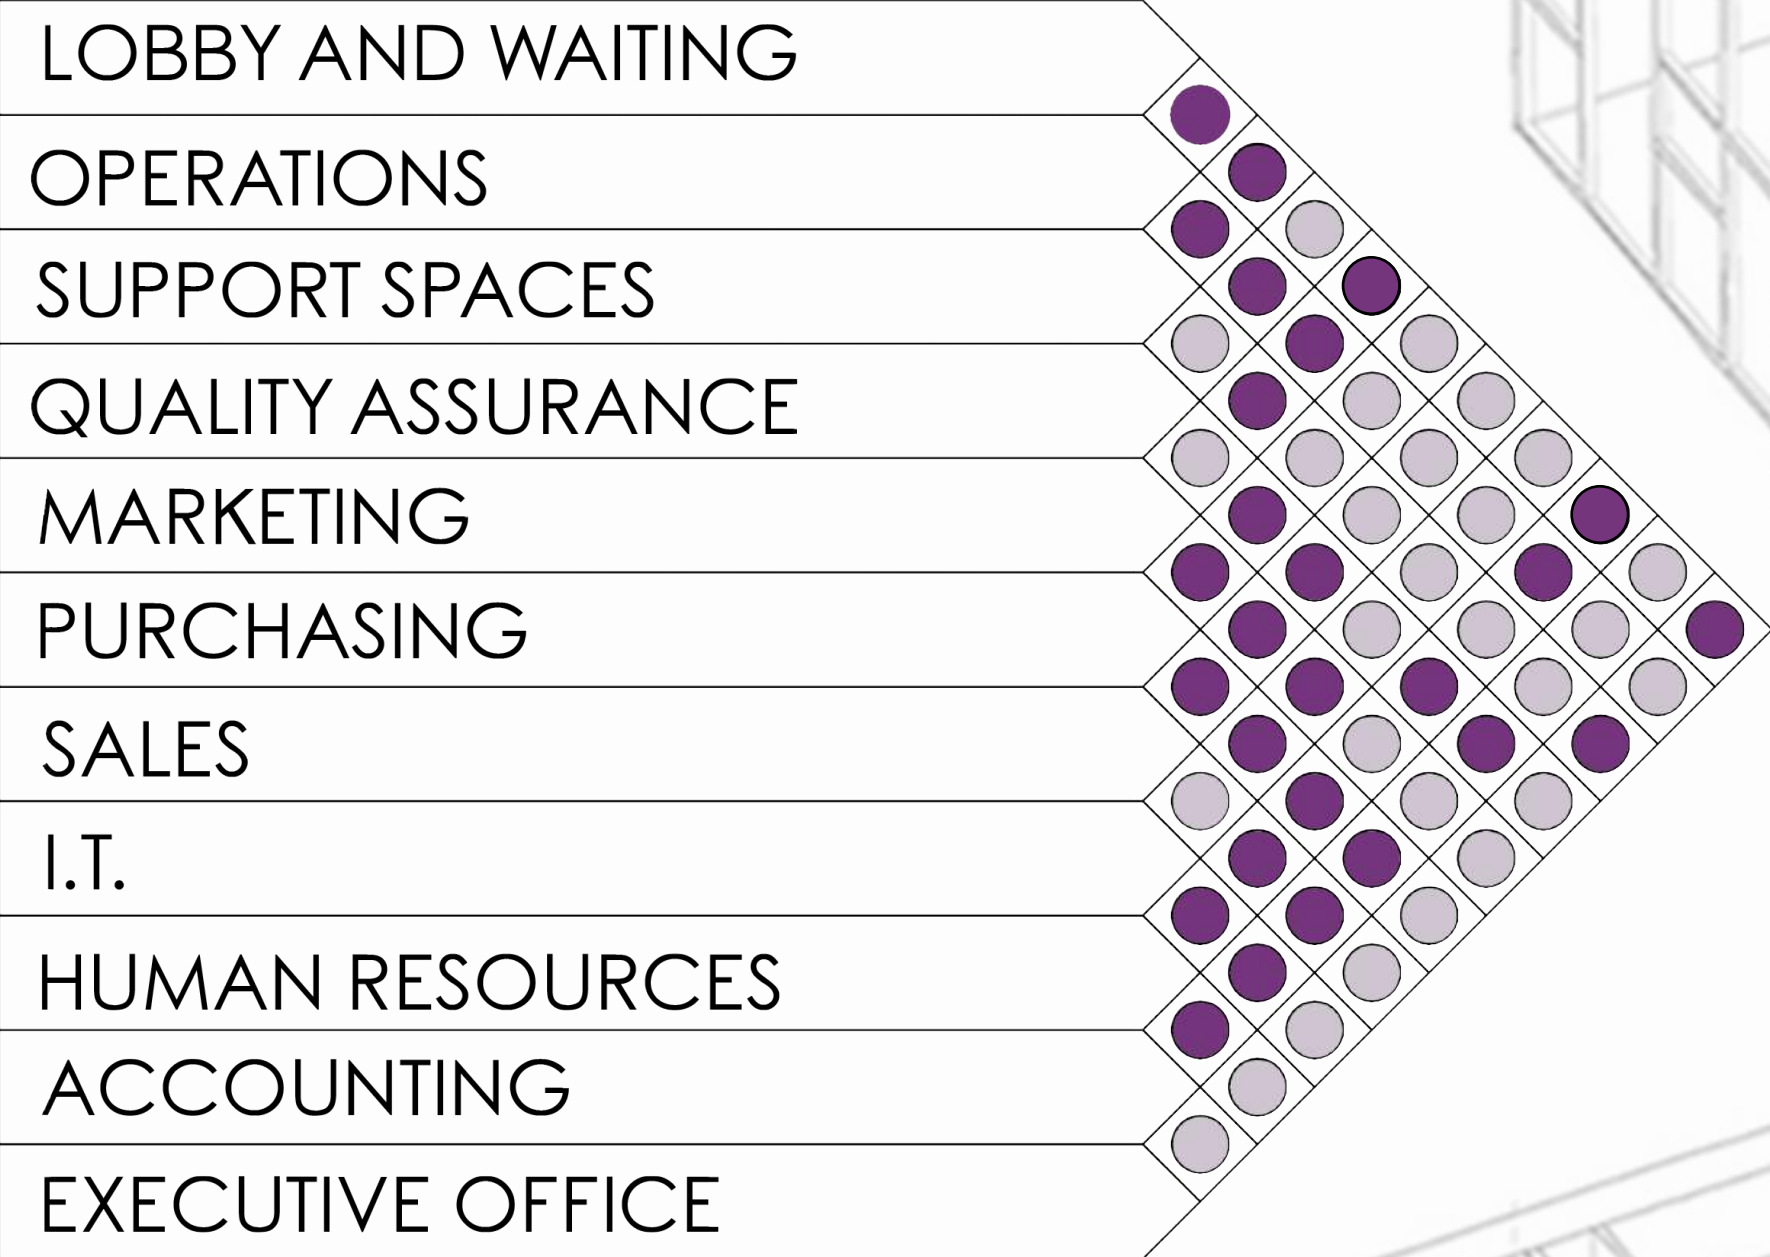 LOBBY AND WAITING
OPERATIONS
SUPPORT SPACES
QUALITY ASSURANCE
MARKETING
PURCHASING
SALES
I.T.
HUMAN RESOURCES
ACCOUNTING
EXECUTIVE OFFICE